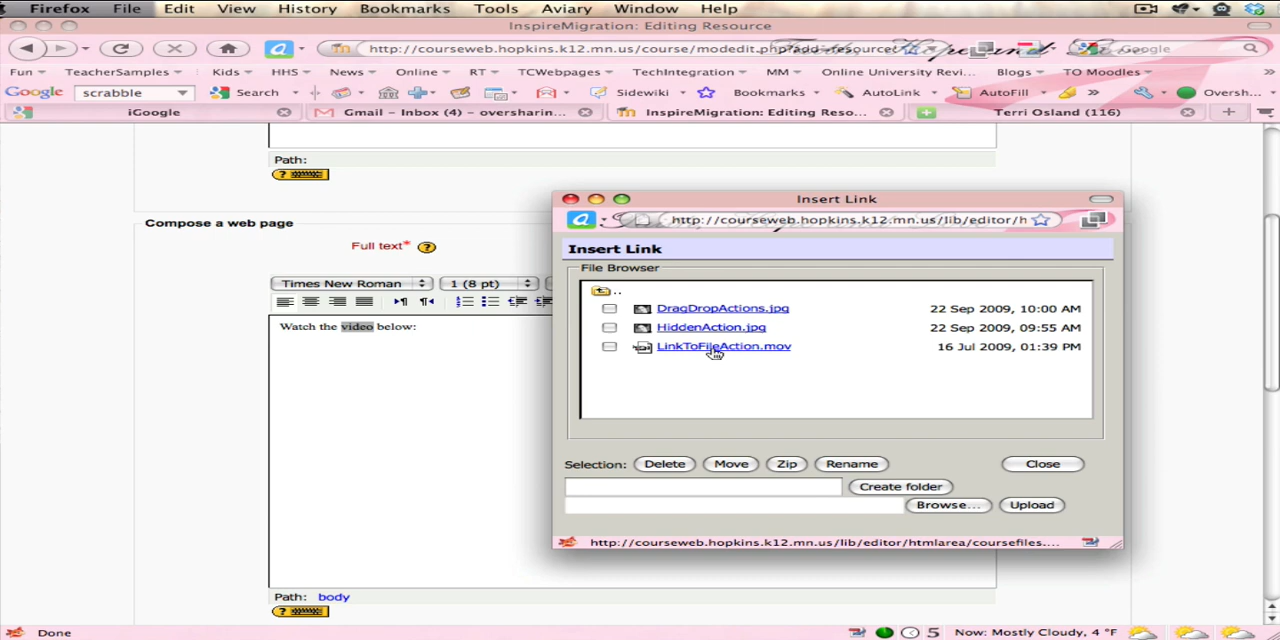 Firefox File Edit View History Bookmarks Tools Aviary Window Help
InspireMigration: Editing Resource
http://courseweb.hopkins.k12.mn.us/course/modedit.php?add=resource Google
Fun TeacherSamples Kids HHS News Online RT TCWebpages TechIntegration MM Online University Revi... Blogs TO Moodles
Google scrabble Search Sidewiki Bookmarks AutoLink AutoFill Oversh...
iGoogle Gmail - Inbox (4) - oversharin... InspireMigration: Editing Reso... Terri Osland (116)
Path:
?
Compose a web page
Full text* ?
Times New Roman 1 (8 pt)
Watch the video below:
Insert Link
http://courseweb.hopkins.k12.mn.us/lib/editor/h
Insert Link
File Browser
..
DragDropActions.jpg 22 Sep 2009, 10:00 AM
HiddenAction.jpg 22 Sep 2009, 09:55 AM
LinkToFileAction.mov 16 Jul 2009, 01:39 PM
Selection: Delete Move Zip Rename Close
Create folder
Browse... Upload
http://courseweb.hopkins.k12.mn.us/lib/editor/htmlarea/coursefiles....
Path: body
?
Done 5 Now: Mostly Cloudy, 4 °F